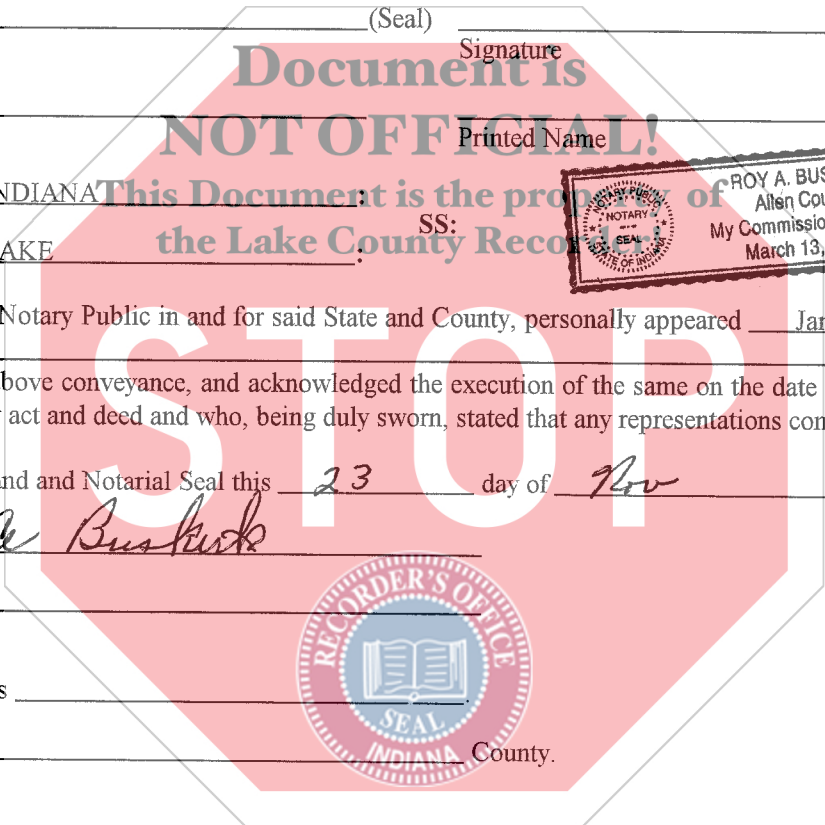 (Seal)
Signature
Document is
NOT OFFICIAL!
Printed Name
NDIANA :
This Document is the property of
SS:
the Lake County Recorder!
AKE :
ROY A. BUS
Allen Cou
My Commissio
March 13,
NOTARY PUBLIC
NOTARY
SEAL
STATE OF INDIANA
Notary Public in and for said State and County, personally appeared Jan
STOP
bove conveyance, and acknowledged the execution of the same on the date
act and deed and who, being duly sworn, stated that any representations con
nd and Notarial Seal this 23 day of Nov
Buskirk
RECORDER'S OFFICE
SEAL
INDIANA
s .
County.